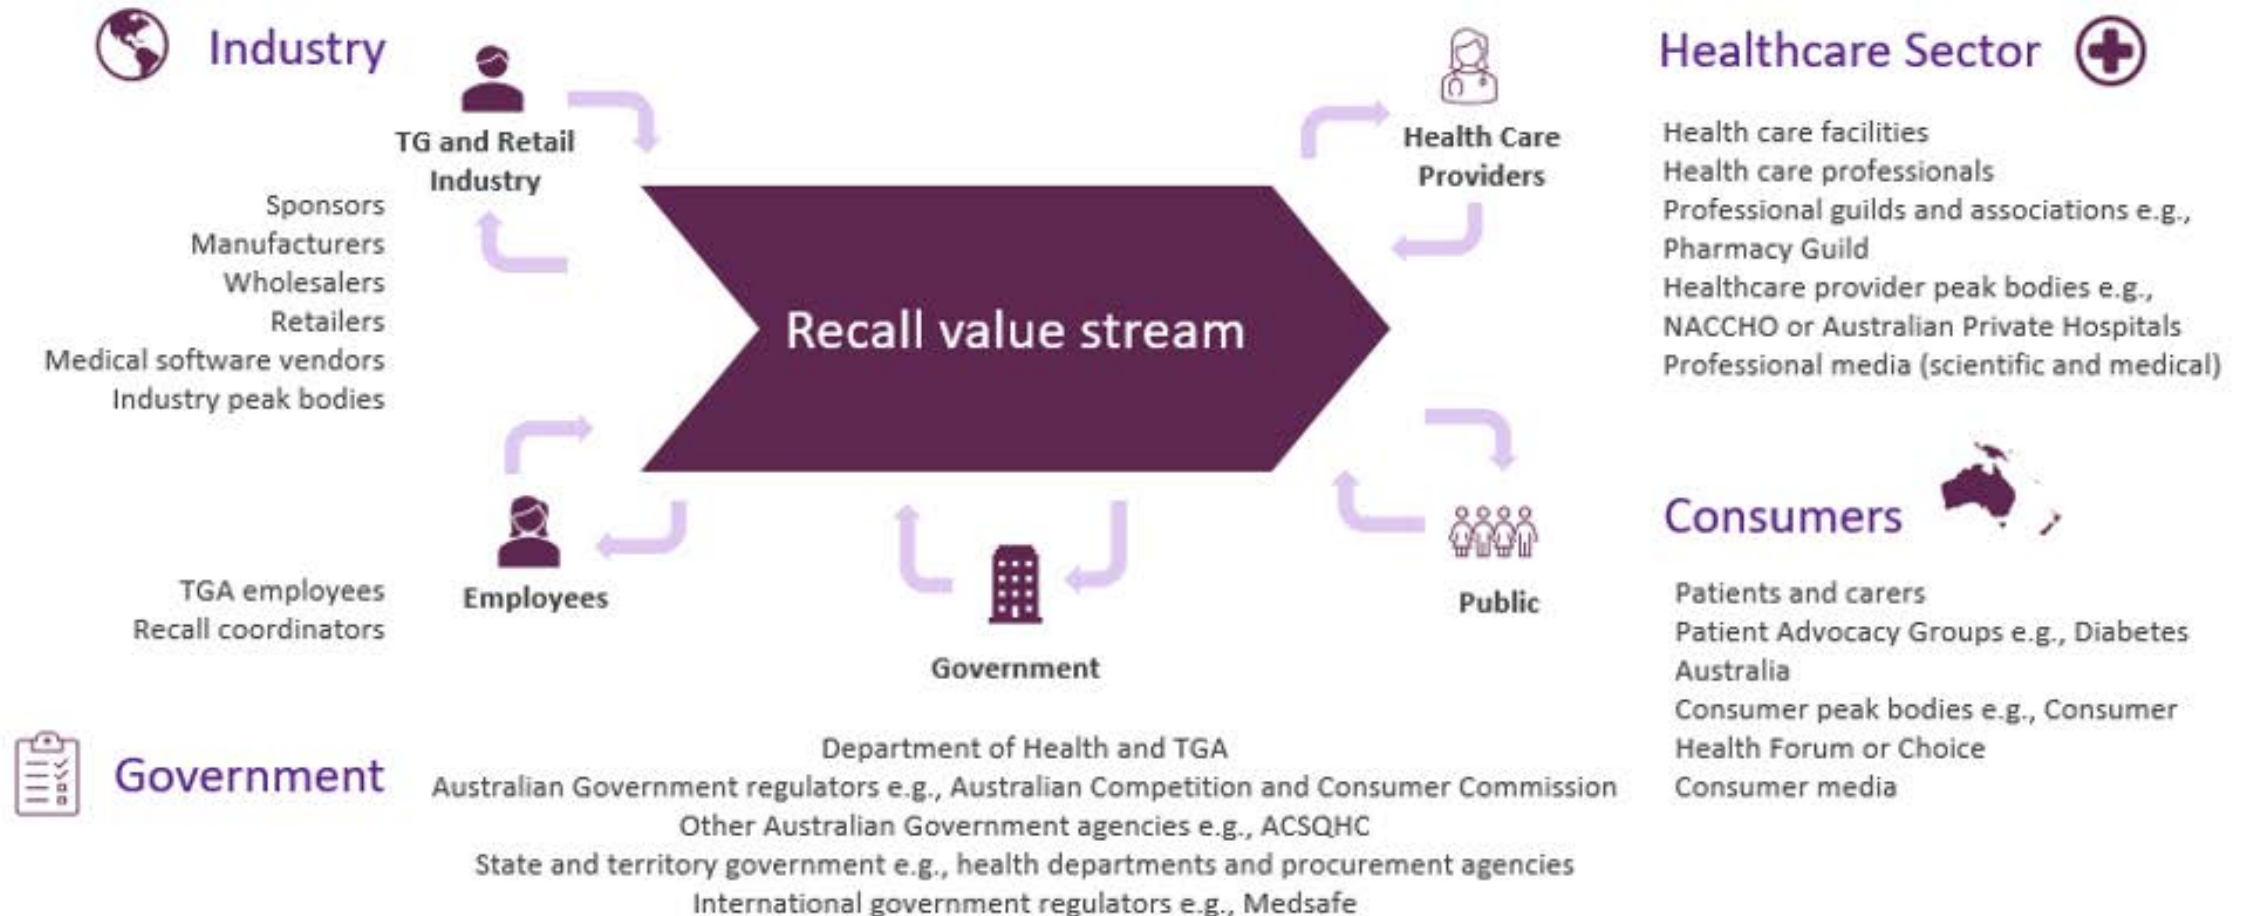 Industry
TG and Retail
Industry
Sponsors
Manufacturers
Wholesalers
Retailers
Medical software vendors
Industry peak bodies
Recall value stream
Health Care
Providers
Healthcare Sector
Health care facilities
Health care professionals
Professional guilds and associations e.g.,
Pharmacy Guild
Healthcare provider peak bodies e.g.,
NACCHO or Australian Private Hospitals
Professional media (scientific and medical)
TGA employees
Recall coordinators
Employees
Government
Public
Consumers
Patients and carers
Patient Advocacy Groups e.g., Diabetes
Australia
Consumer peak bodies e.g., Consumer
Health Forum or Choice
Consumer media
Government
Department of Health and TGA
Australian Government regulators e.g., Australian Competition and Consumer Commission
Other Australian Government agencies e.g., ACSQHC
State and territory government e.g., health departments and procurement agencies
International government regulators e.g., Medsafe